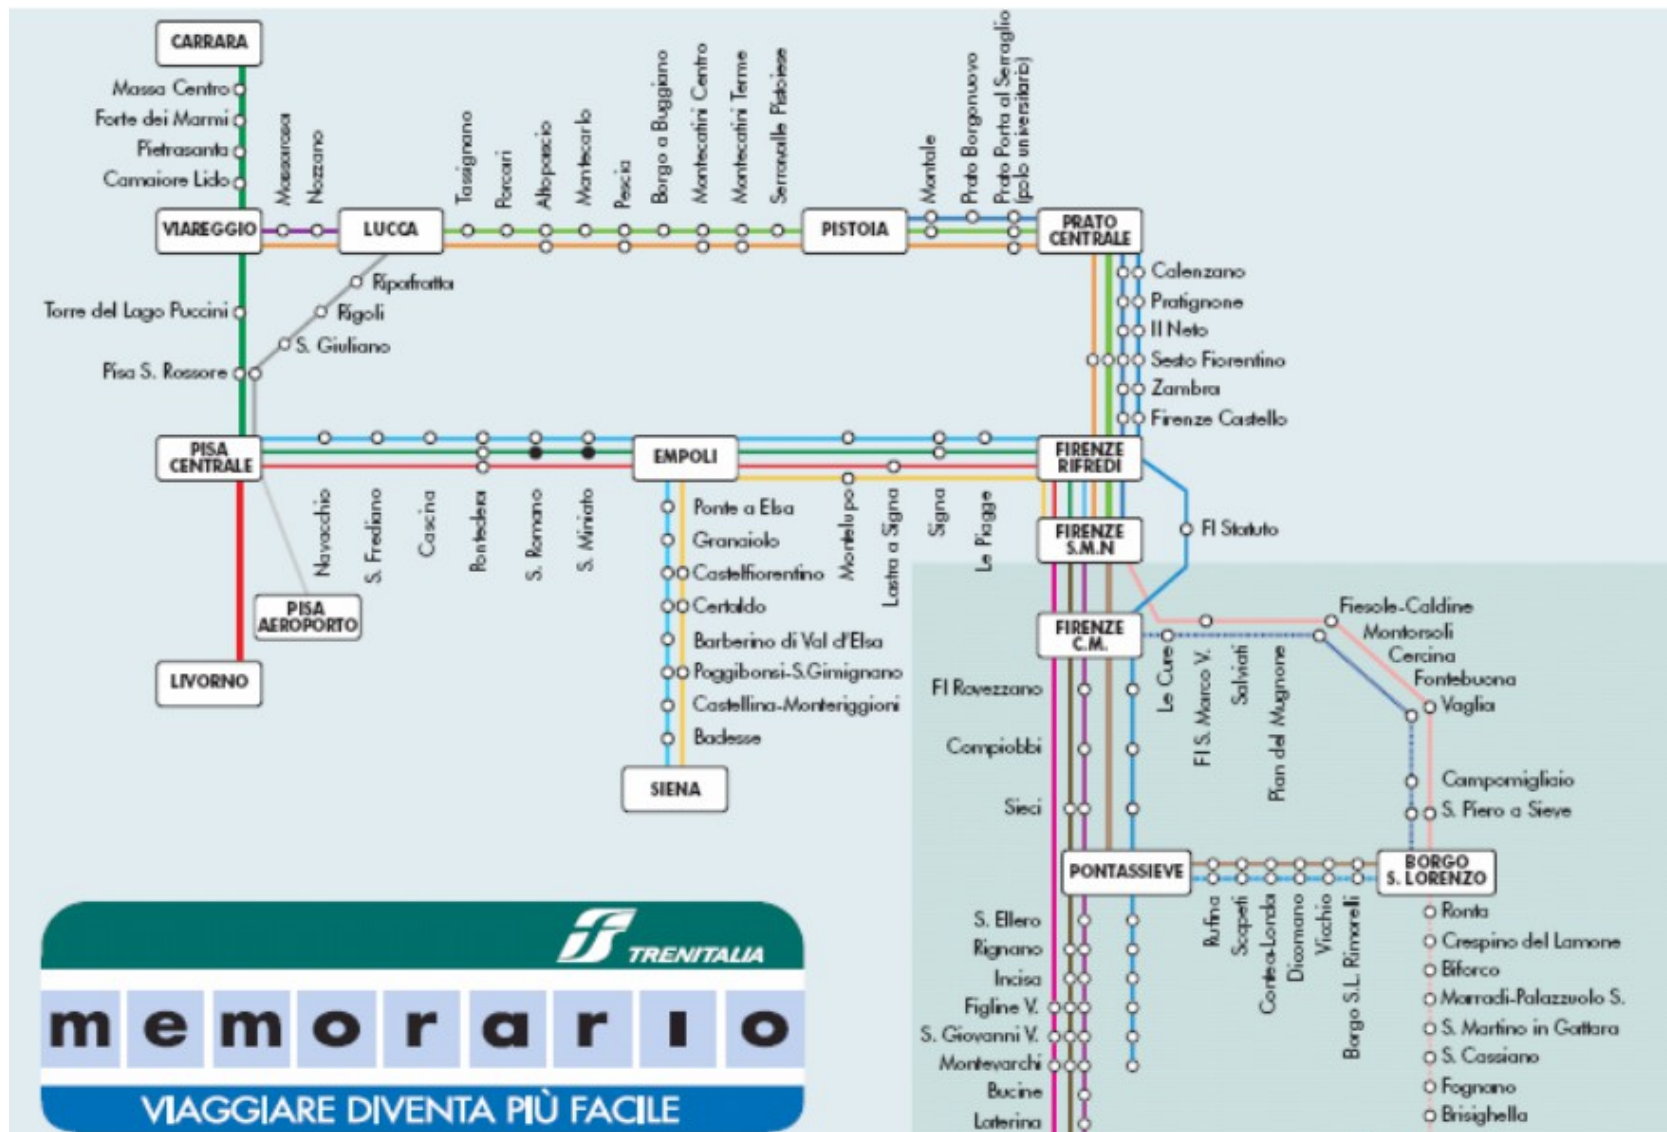 CARRARA
Massa Centro
Forte dei Marmi
Pietrasanta
Camaiore Lido
VIAREGGIO
Massarosa
Nozzano
LUCCA
Tassignano
Porcari
Altopascio
Montecarlo
Pescia
Borgo a Buggiano
Montecatini Centro
Montecatini Terme
Serravalle Pistoiese
PISTOIA
Montale
Prato Borgonuovo
Prato Porta al Serraglio
(polo universitario)
PRATO
CENTRALE
Ripafratta
Rigoli
S. Giuliano
Torre del Lago Puccini
Pisa S. Rossore
Calenzano
Pratignone
Il Neto
Sesto Fiorentino
Zambra
Firenze Castello
PISA
CENTRALE
EMPOLI
FIRENZE
RIFREDI
Navacchio
S. Frediano
Cascina
Pontedera
S. Romano
S. Miniato
Montelupo
Lastra a Signa
Signa
Le Piagge
Ponte a Elsa
Granaiolo
Castelfiorentino
Certaldo
Barberino di Val d'Elsa
Poggibonsi-S.Gimignano
Castellina-Monteriggioni
Badesse
SIENA
PISA
AEROPORTO
LIVORNO
FIRENZE
S.M.N
FI Statuto
FIRENZE
C.M.
Le Cure
FI S. Marco V.
Salviati
Pian del Mugnone
Fiesole-Caldine
Montorsoli
Cercina
Fontebuona
Vaglia
Campomigliaio
S. Piero a Sieve
FI Rovezzano
Compiobbi
Sieci
PONTASSIEVE
BORGO
S. LORENZO
Rufina
Scopeti
Contea-Londa
Dicomano
Vicchio
Borgo S.L. Rimorelli
S. Ellero
Rignano
Incisa
Figline V.
S. Giovanni V.
Montevarchi
Bucine
Laterina
Ronta
Crespino del Lamone
Biforco
Marradi-Palazzuolo S.
S. Martino in Gattara
S. Cassiano
Fognano
Brisighella
TRENITALIA
memorario
VIAGGIARE DIVENTA PIÙ FACILE